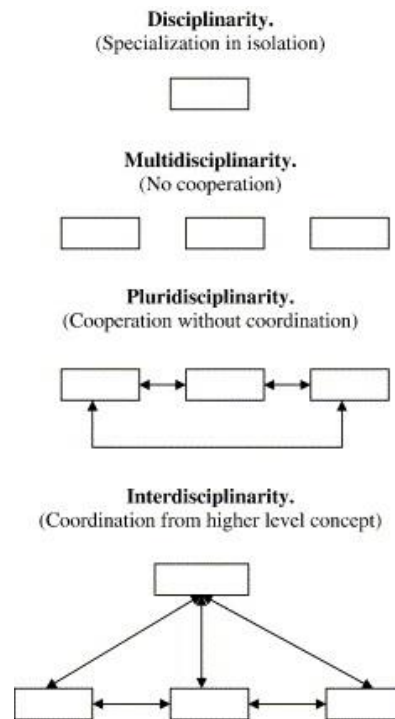 Disciplinarity.
(Specialization in isolation)
Multidisciplinarity.
(No cooperation)
Pluridisciplinarity.
(Cooperation without coordination)
Interdisciplinarity.
(Coordination from higher level concept)